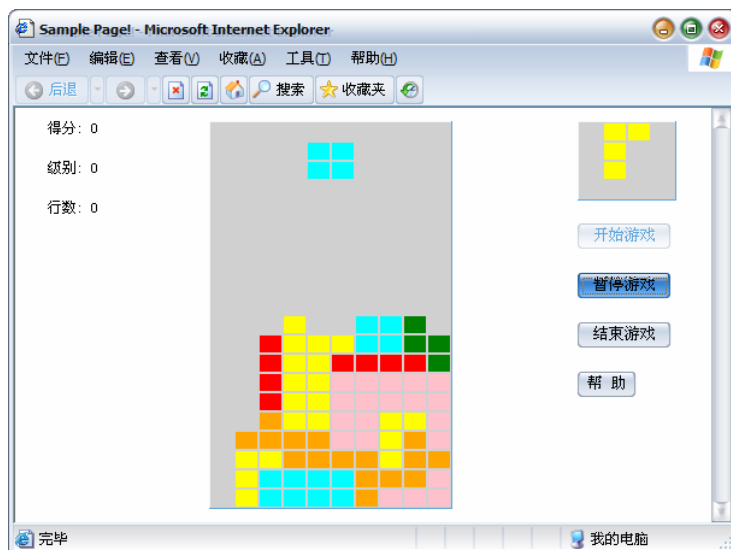 Sample Page! - Microsoft Internet Explorer
文件(F) 编辑(E) 查看(V) 收藏(A) 工具(T) 帮助(H)
后退 搜索 收藏夹
得分: 0
级别: 0
行数: 0
开始游戏
暂停游戏
结束游戏
帮 助
完毕 我的电脑